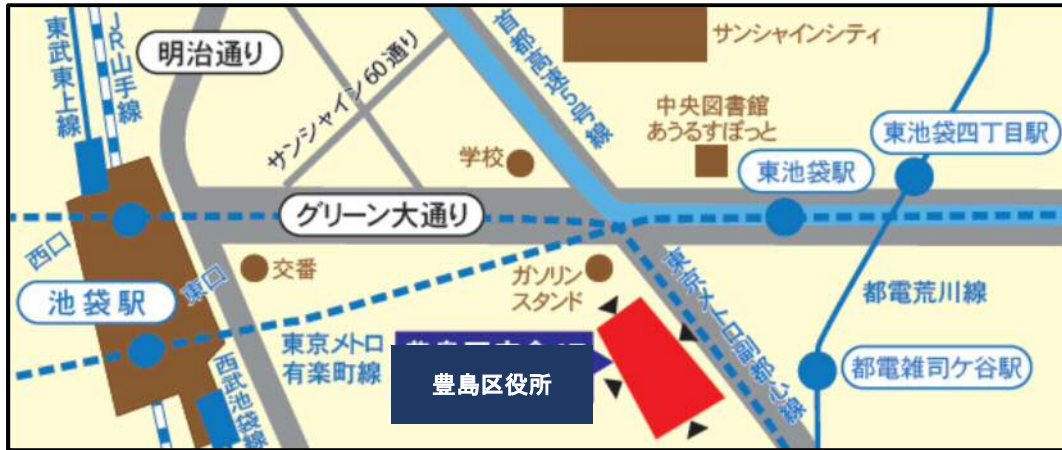 東武東上線
JR山手線
明治通り
サンシャイン60通り
首都高速5号線
サンシャインシティ
中央図書館
あうるすぽっと
学校
東池袋四丁目駅
東池袋駅
グリーン大通り
西口
東口
交番
ガソリン
スタンド
池袋駅
東京メトロ
有楽町線
東京メトロ副都心線
都電荒川線
都電雑司ケ谷駅
豊島区役所
西武池袋線